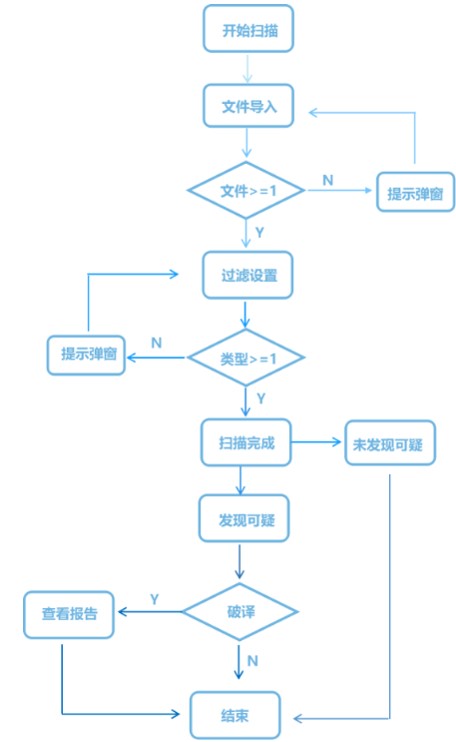 开始扫描
文件导入
文件>=1
N
提示弹窗
Y
过滤设置
提示弹窗
N
类型>=1
Y
扫描完成
未发现可疑
发现可疑
查看报告
Y
破译
N
结束